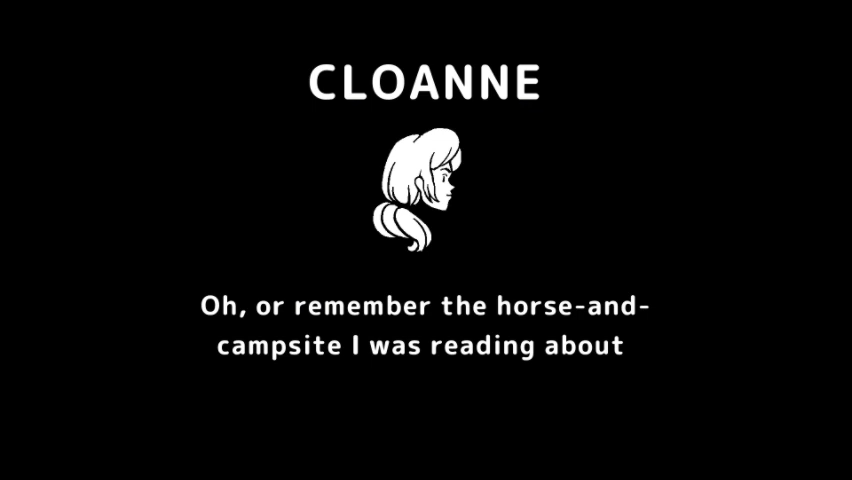 CLOANNE
Oh, or remember the horse-and-
campsite I was reading about